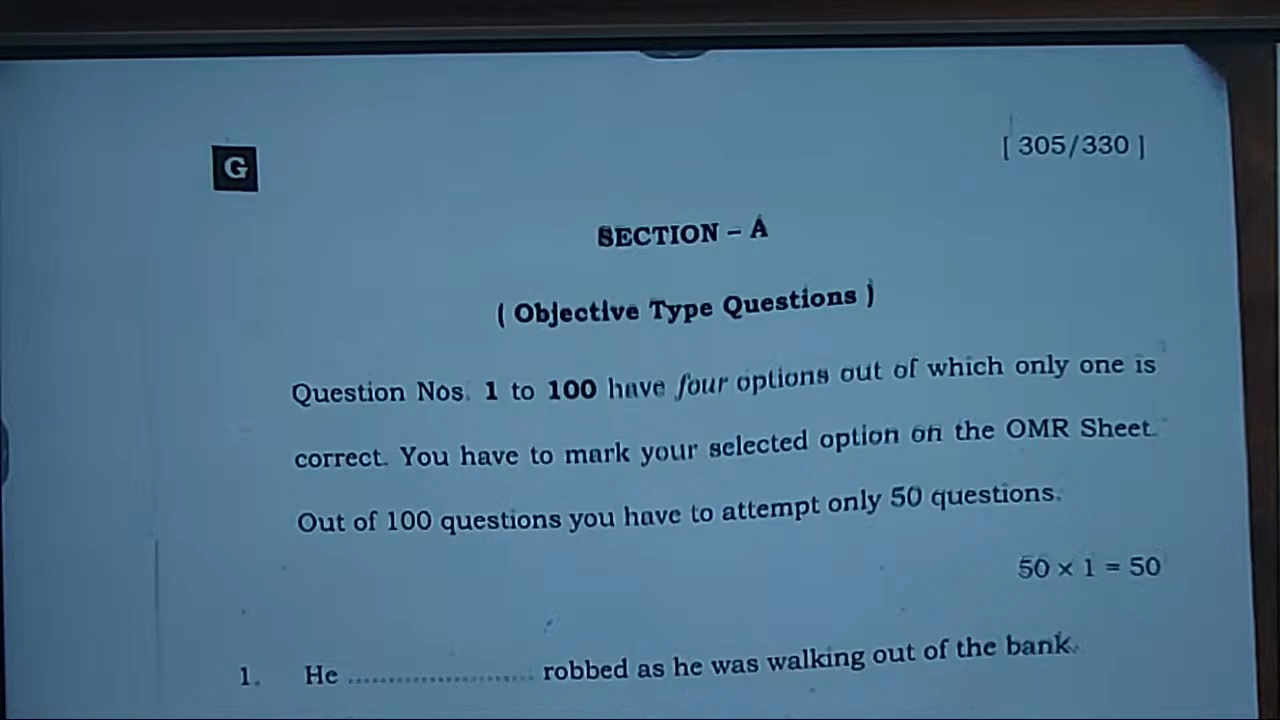 G
[ 305/330 ]
SECTION – A
( Objective Type Questions )
Question Nos. 1 to 100 have four options out of which only one is
correct. You have to mark your selected option on the OMR Sheet.
Out of 100 questions you have to attempt only 50 questions.
50 × 1 = 50
1. He ...................... robbed as he was walking out of the bank.